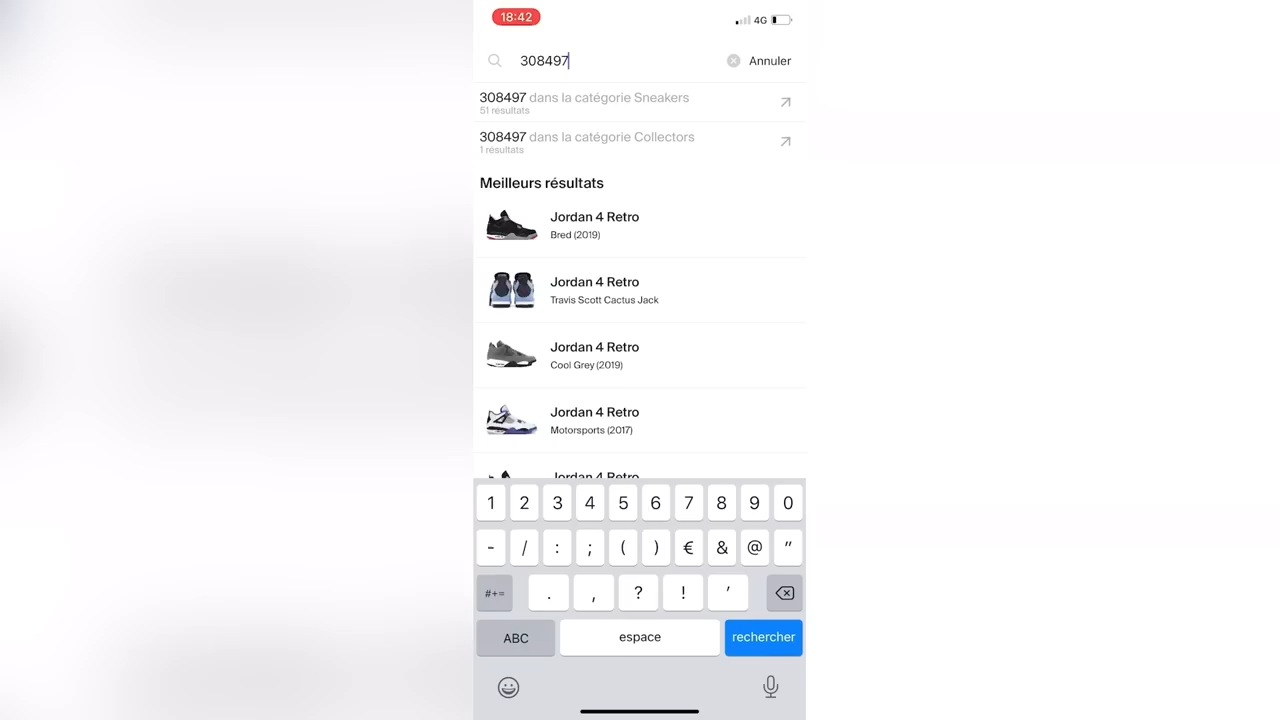 18:42
4G
308497
Annuler
308497 dans la catégorie Sneakers
51 résultats
308497 dans la catégorie Collectors
1 résultats
Meilleurs résultats
Jordan 4 Retro
Bred (2019)
Jordan 4 Retro
Travis Scott Cactus Jack
Jordan 4 Retro
Cool Grey (2019)
Jordan 4 Retro
Motorsports (2017)
Jordan 4 Retro
1 2 3 4 5 6 7 8 9 0
- / : ; ( ) € & @ "
#+= . , ? ! '
ABC espace rechercher